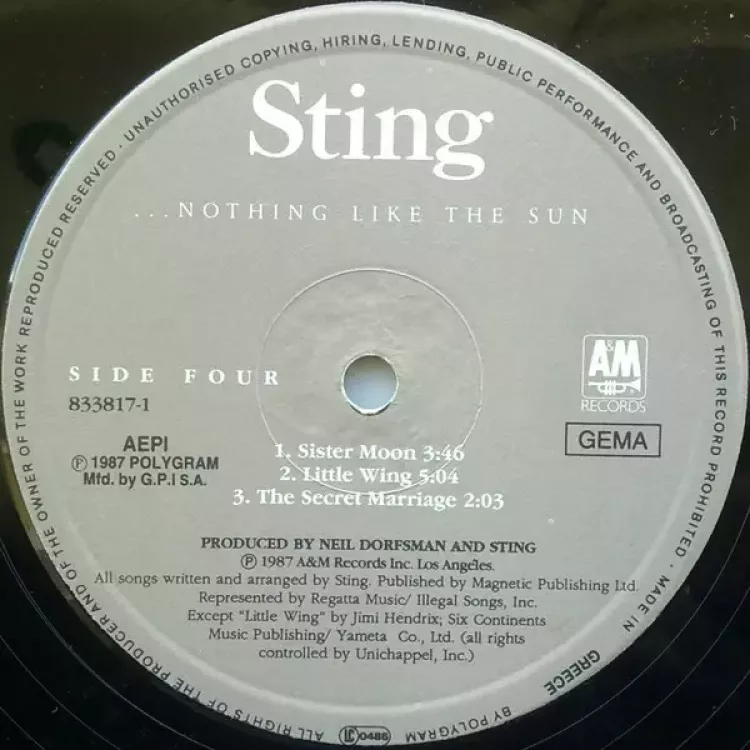 ALL RIGHTS OF THE PRODUCER AND OF THE OWNER OF THE WORK REPRODUCED RESERVED · UNAUTHORISED COPYING, HIRING, LENDING, PUBLIC PERFORMANCE AND BROADCASTING OF THIS RECORD PROHIBITED · MADE IN GREECE
BY POLYGRAM
LC 0485
Sting
...NOTHING LIKE THE SUN
SIDE FOUR
833817-1
A&M
RECORDS
GEMA
AEPI
℗ 1987 POLYGRAM
Mfd. by G.P.I S.A.
1. Sister Moon 3:46
2. Little Wing 5:04
3. The Secret Marriage 2:03
PRODUCED BY NEIL DORFSMAN AND STING
℗ 1987 A&M Records Inc. Los Angeles.
All songs written and arranged by Sting. Published by Magnetic Publishing Ltd.
Represented by Regatta Music/ Illegal Songs, Inc.
Except "Little Wing" by Jimi Hendrix; Six Continents
Music Publishing/ Yameta Co., Ltd. (all rights
controlled by Unichappel, Inc.)